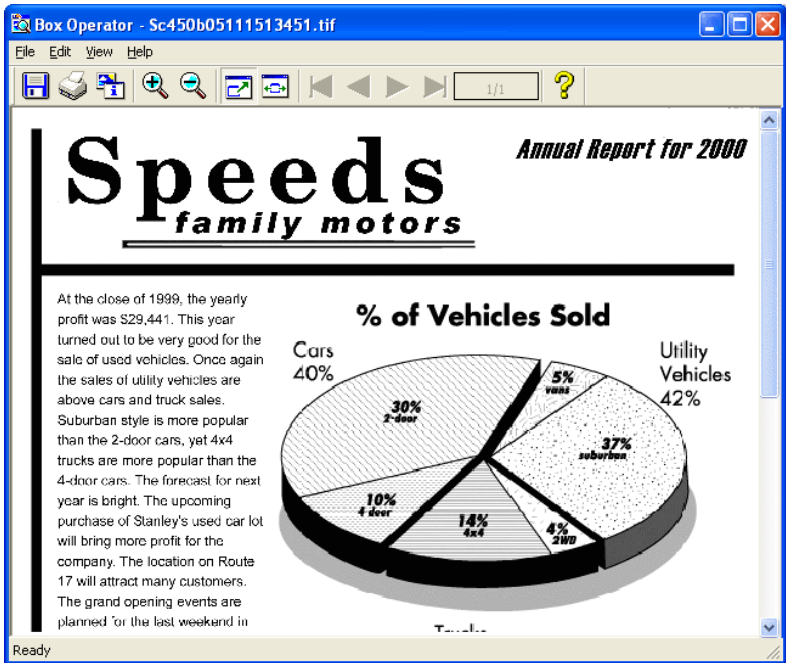 Box Operator - Sc450b05111513451.tif
File Edit View Help
1/1
Speeds
family motors
Annual Report for 2000
At the close of 1999, the yearly
profit was $29,441. This year
turned out to be very good for the
sale of used vehicles. Once again
the sales of utility vehicles are
above cars and truck sales.
Suburban style is more popular
than the 2-door cars, yet 4x4
trucks are more popular than the
4-door cars. The forecast for next
year is bright. The upcoming
purchase of Stanley's used car lot
will bring more profit for the
company. The location on Route
17 will attract many customers.
The grand opening events are
planned for the last weekend in
% of Vehicles Sold
Cars
40%
Utility
Vehicles
42%
5%
vans
30%
2-door
37%
suburban
10%
4 door
14%
4x4
4%
2WD
Trucks
Ready